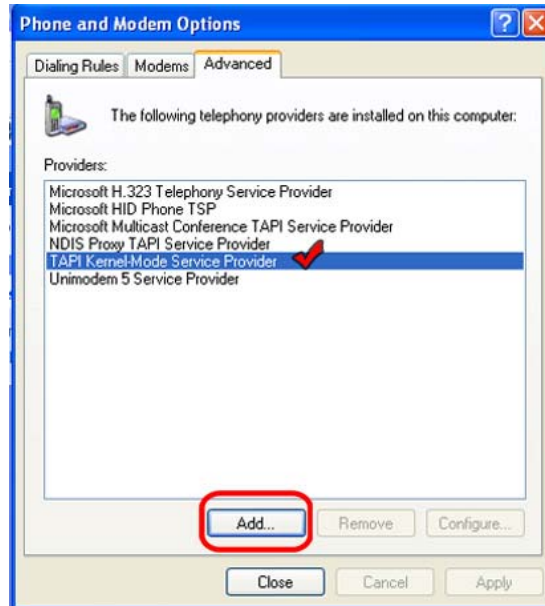 Phone and Modem Options
Dialing Rules Modems Advanced
The following telephony providers are installed on this computer:
Providers:
Microsoft H.323 Telephony Service Provider
Microsoft HID Phone TSP
Microsoft Multicast Conference TAPI Service Provider
NDIS Proxy TAPI Service Provider
TAPI Kernel-Mode Service Provider
Unimodem 5 Service Provider
Add... Remove Configure...
Close Cancel Apply